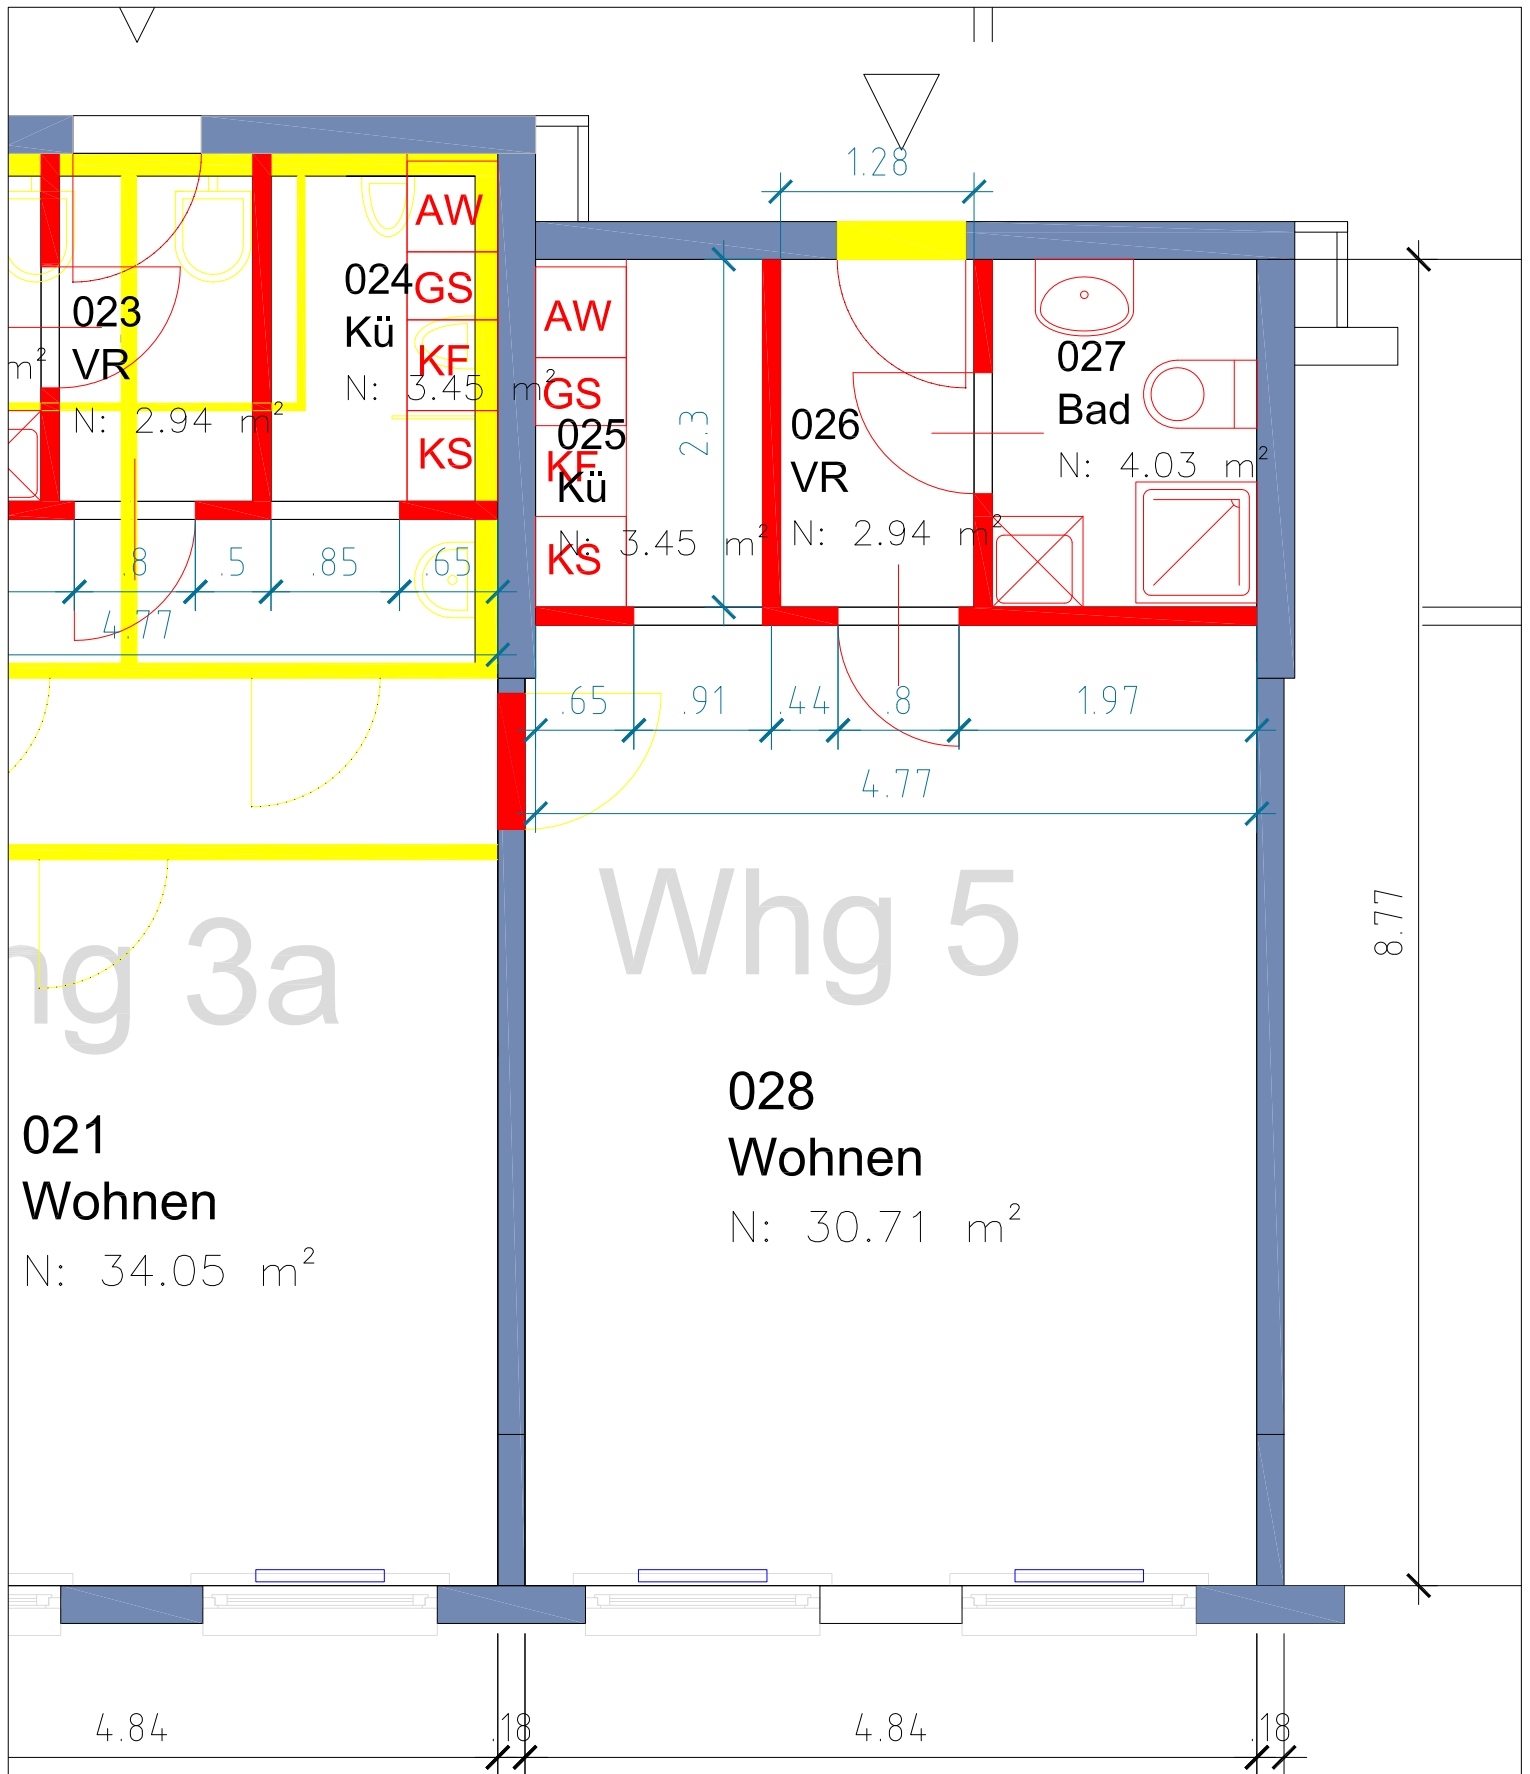 1.28
AW
GS
KF
KS
024
Kü
N: 3.45 m²
023
VR
N: 2.94 m²
m²
AW
GS
KF
KS
025
Kü
N: 3.45 m²
2.3
026
VR
N: 2.94 m²
027
Bad
N: 4.03 m²
.8
.5
.85
.65
4.77
.65
.91
.44
.8
1.97
4.77
8.77
hg 3a
Whg 5
021
Wohnen
N: 34.05 m²
028
Wohnen
N: 30.71 m²
4.84
.18
4.84
.18